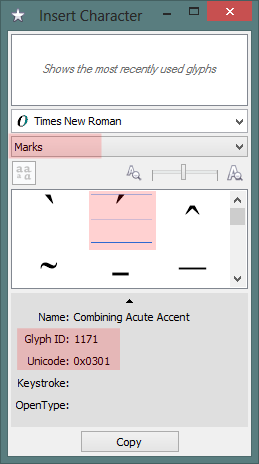 Insert Character
Shows the most recently used glyphs
O Times New Roman
Marks
aa
a a
A A
` ́ ^
~ _ —
Name: Combining Acute Accent
Glyph ID: 1171
Unicode: 0x0301
Keystroke:
OpenType:
Copy